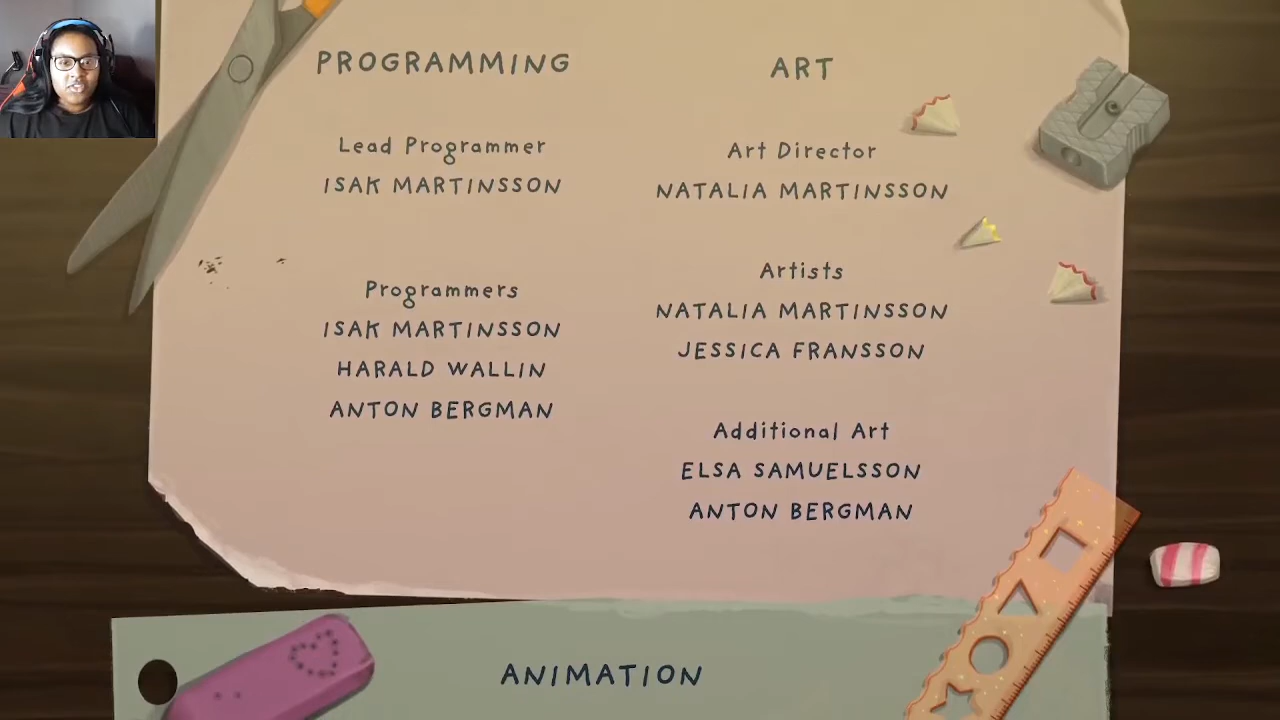 PROGRAMMING
Lead Programmer
ISAK MARTINSSON
Programmers
ISAK MARTINSSON
HARALD WALLIN
ANTON BERGMAN
ART
Art Director
NATALIA MARTINSSON
Artists
NATALIA MARTINSSON
JESSICA FRANSSON
Additional Art
ELSA SAMUELSSON
ANTON BERGMAN
ANIMATION